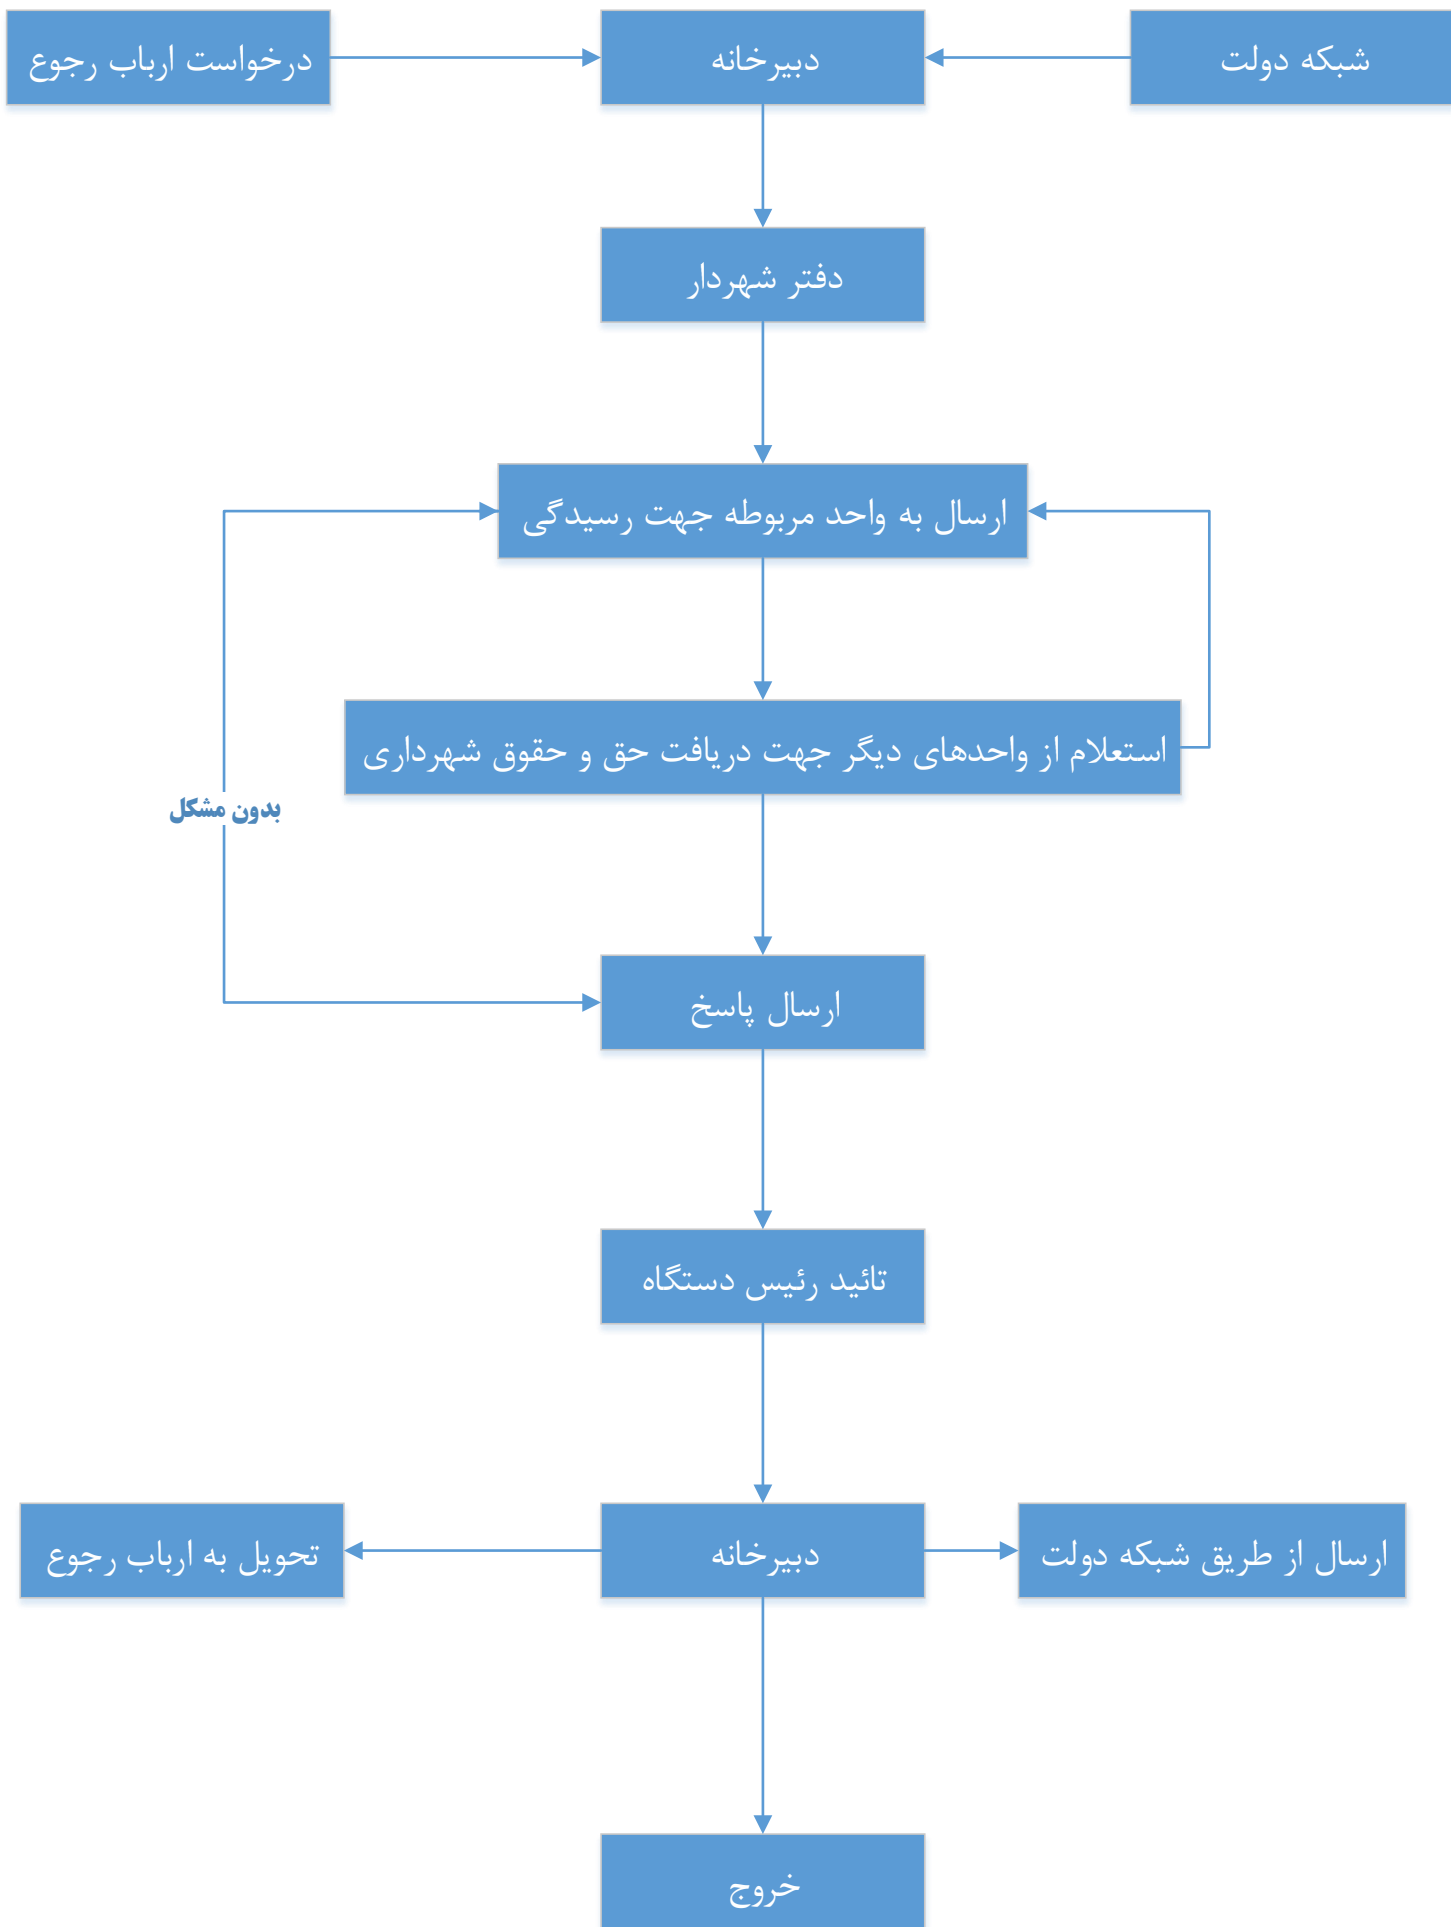 شبکه دولت
دبیرخانه
درخواست ارباب رجوع
دفتر شهردار
ارسال به واحد مربوطه جهت رسیدگی
استعلام از واحدهای دیگر جهت دریافت حق و حقوق شهرداری
بدون مشکل
ارسال پاسخ
تائید رئیس دستگاه
ارسال از طریق شبکه دولت
دبیرخانه
تحویل به ارباب رجوع
خروج